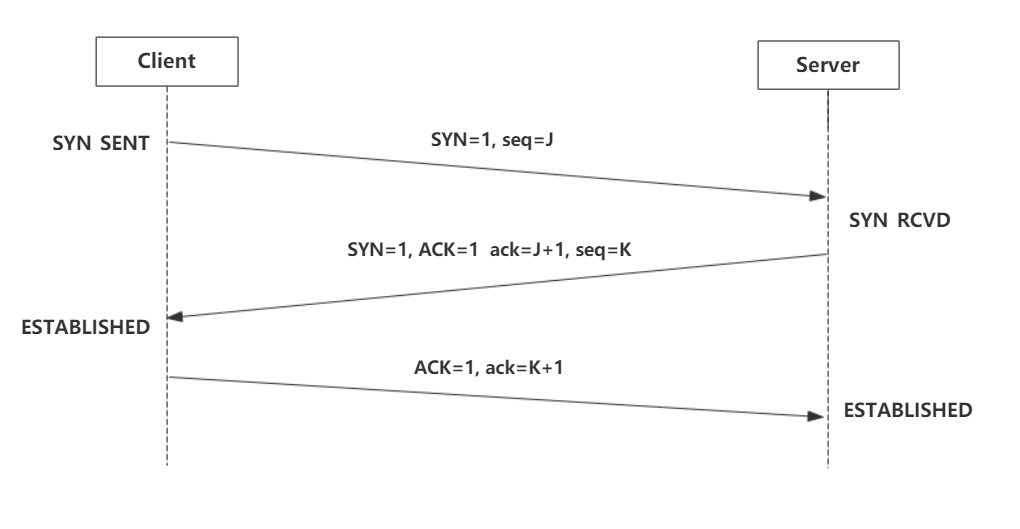 Client
Server
SYN SENT
SYN=1, seq=J
SYN RCVD
SYN=1, ACK=1  ack=J+1, seq=K
ESTABLISHED
ACK=1, ack=K+1
ESTABLISHED